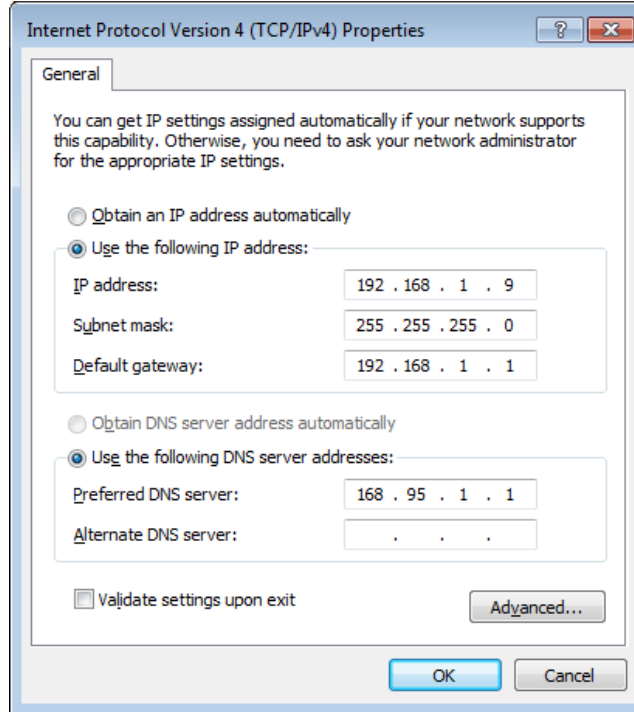 Internet Protocol Version 4 (TCP/IPv4) Properties
General
You can get IP settings assigned automatically if your network supports
this capability. Otherwise, you need to ask your network administrator
for the appropriate IP settings.
Obtain an IP address automatically
Use the following IP address:
IP address: 192 . 168 . 1 . 9
Subnet mask: 255 . 255 . 255 . 0
Default gateway: 192 . 168 . 1 . 1
Obtain DNS server address automatically
Use the following DNS server addresses:
Preferred DNS server: 168 . 95 . 1 . 1
Alternate DNS server: . . .
Validate settings upon exit
Advanced...
OK Cancel